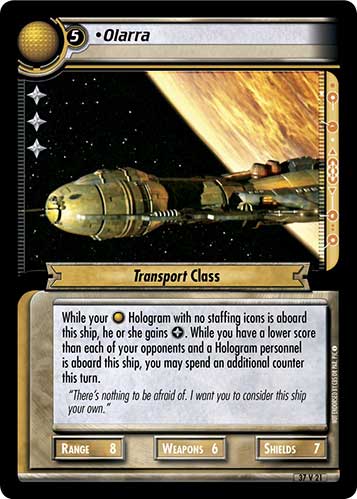 5 • Olarra
Transport Class
While your Hologram with no staffing icons is aboard
this ship, he or she gains. While you have a lower score
than each of your opponents and a Hologram personnel
is aboard this ship, you may spend an additional counter
this turn.
"There's nothing to be afraid of. I want you to consider this ship
your own."
RANGE 8 WEAPONS 6 SHIELDS 7
37 V 21